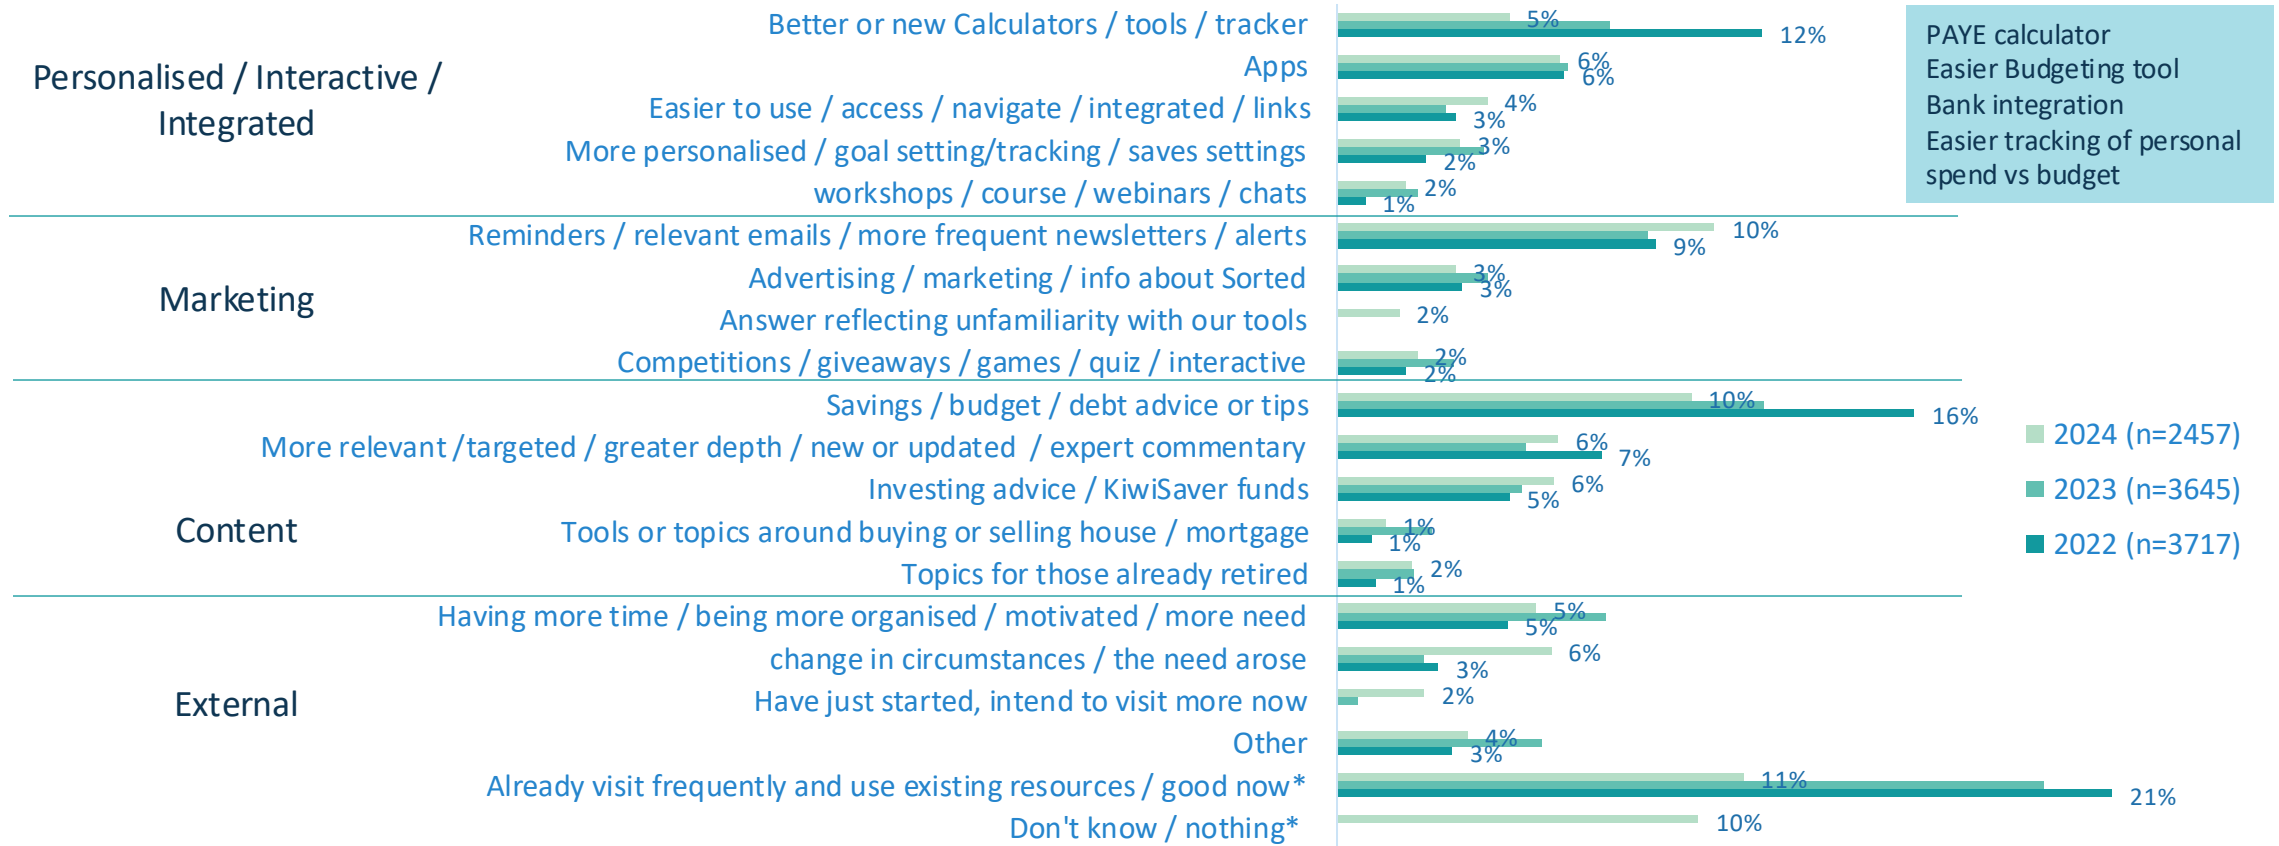 Better or new Calculators / tools / tracker
5%
12%
Apps
6%
6%
Personalised / Interactive /
Integrated
Easier to use / access / navigate / integrated / links
4%
3%
More personalised / goal setting/tracking / saves settings
3%
2%
workshops / course / webinars / chats
2%
1%
PAYE calculator
Easier Budgeting tool
Bank integration
Easier tracking of personal
spend vs budget
Marketing
Reminders / relevant emails / more frequent newsletters / alerts
10%
9%
Advertising / marketing / info about Sorted
3%
3%
Answer reflecting unfamiliarity with our tools
2%
Competitions / giveaways / games / quiz / interactive
2%
2%
Content
Savings / budget / debt advice or tips
10%
16%
More relevant /targeted / greater depth / new or updated / expert commentary
6%
7%
Investing advice / KiwiSaver funds
6%
5%
Tools or topics around buying or selling house / mortgage
1%
1%
Topics for those already retired
2%
1%
2024 (n=2457)
2023 (n=3645)
2022 (n=3717)
External
Having more time / being more organised / motivated / more need
5%
5%
change in circumstances / the need arose
6%
3%
Have just started, intend to visit more now
2%
Other
4%
3%
Already visit frequently and use existing resources / good now*
11%
21%
Don't know / nothing*
10%